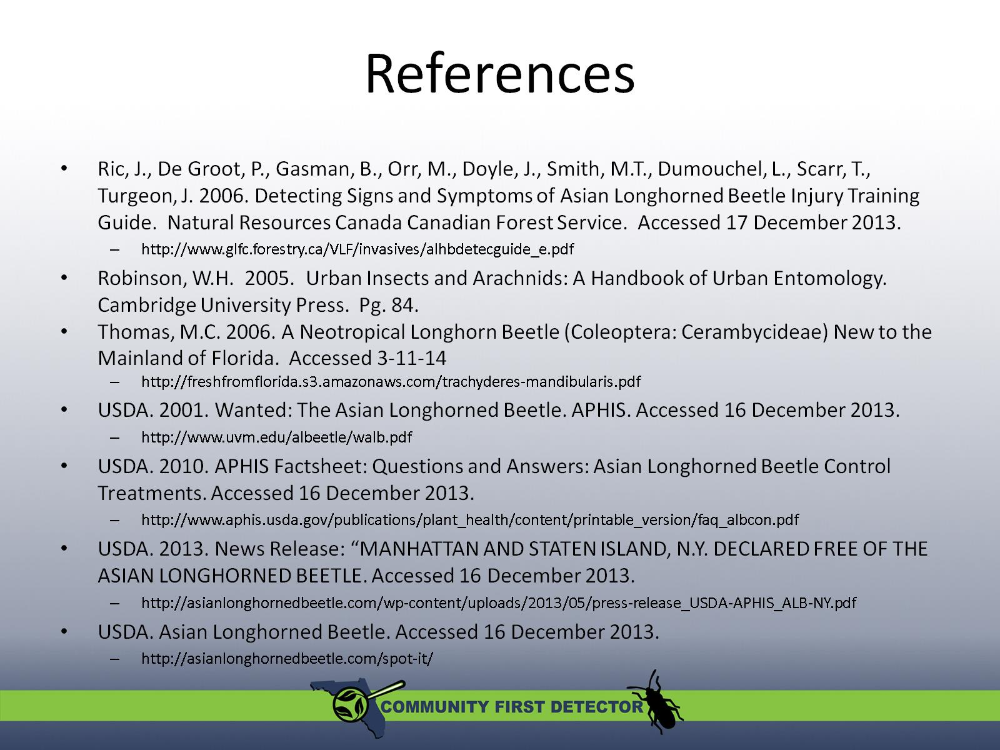 References
• Ric, J., De Groot, P., Gasman, B., Orr, M., Doyle, J., Smith, M.T., Dumouchel, L., Scarr, T.,
Turgeon, J. 2006. Detecting Signs and Symptoms of Asian Longhorned Beetle Injury Training
Guide.  Natural Resources Canada Canadian Forest Service.  Accessed 17 December 2013.
– http://www.glfc.forestry.ca/VLF/invasives/alhbdetecguide_e.pdf
• Robinson, W.H.  2005.  Urban Insects and Arachnids: A Handbook of Urban Entomology.
Cambridge University Press.  Pg. 84.
• Thomas, M.C. 2006. A Neotropical Longhorn Beetle (Coleoptera: Cerambycideae) New to the
Mainland of Florida.  Accessed 3-11-14
– http://freshfromflorida.s3.amazonaws.com/trachyderes-mandibularis.pdf
• USDA. 2001. Wanted: The Asian Longhorned Beetle. APHIS. Accessed 16 December 2013.
– http://www.uvm.edu/albeetle/walb.pdf
• USDA. 2010. APHIS Factsheet: Questions and Answers: Asian Longhorned Beetle Control
Treatments. Accessed 16 December 2013.
– http://www.aphis.usda.gov/publications/plant_health/content/printable_version/faq_albcon.pdf
• USDA. 2013. News Release: “MANHATTAN AND STATEN ISLAND, N.Y. DECLARED FREE OF THE
ASIAN LONGHORNED BEETLE. Accessed 16 December 2013.
– http://asianlonghornedbeetle.com/wp-content/uploads/2013/05/press-release_USDA-APHIS_ALB-NY.pdf
• USDA. Asian Longhorned Beetle. Accessed 16 December 2013.
– http://asianlonghornedbeetle.com/spot-it/
COMMUNITY FIRST DETECTOR